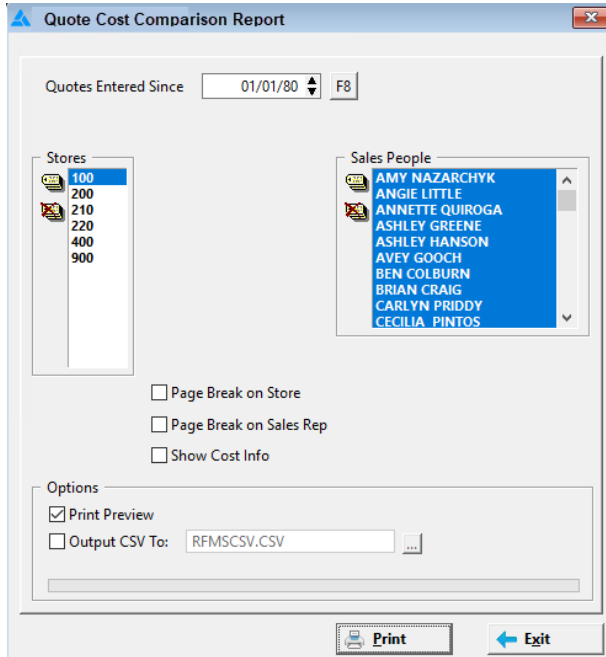 Quote Cost Comparison Report
Quotes Entered Since 01/01/80 F8
Stores
100
200
210
220
400
900
Sales People
AMY NAZARCHYK
ANGIE LITTLE
ANNETTE QUIROGA
ASHLEY GREENE
ASHLEY HANSON
AVEY GOOCH
BEN COLBURN
BRIAN CRAIG
CARLYN PRIDDY
CECILIA PINTOS
Page Break on Store
Page Break on Sales Rep
Show Cost Info
Options
Print Preview
Output CSV To: RFMSCSV.CSV ...
Print Exit